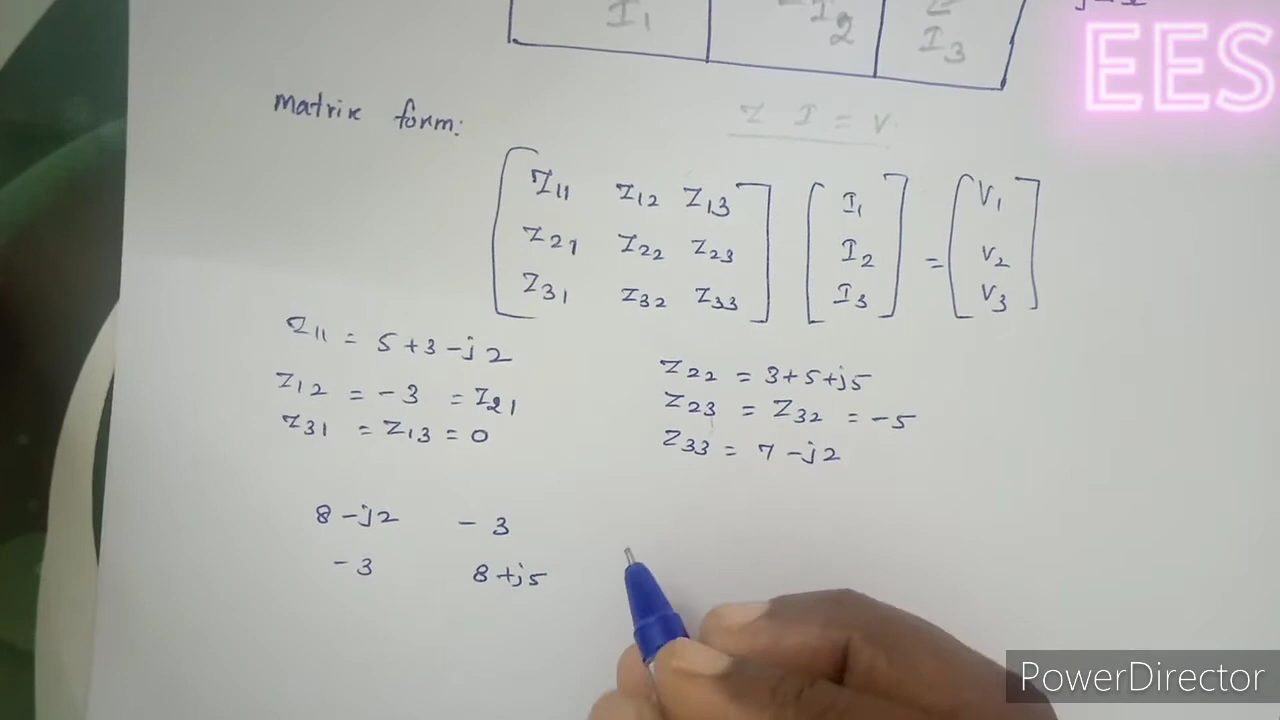 I1 I2 I3
EES
Matrix form:
Z I = V
Z11 Z12 Z13 I1 V1
Z21 Z22 Z23 I2 = V2
Z31 Z32 Z33 I3 V3
Z11 = 5+3-j2
Z12 = -3 = Z21
Z31 = Z13 = 0
Z22 = 3+5+j5
Z23 = Z32 = -5
Z33 = 7-j2
8-j2 -3
-3 8+j5
PowerDirector